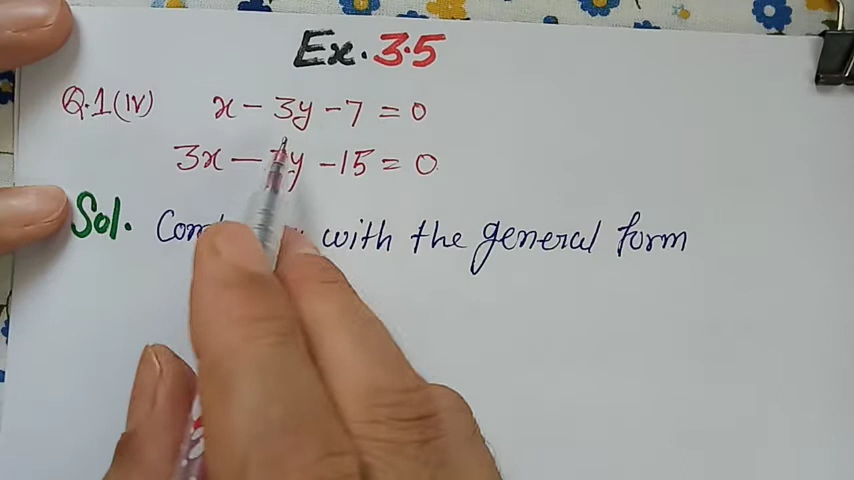 Ex. 3.5
Q.1(iv) x - 3y - 7 = 0
3x - y - 15 = 0
Sol. with the general form